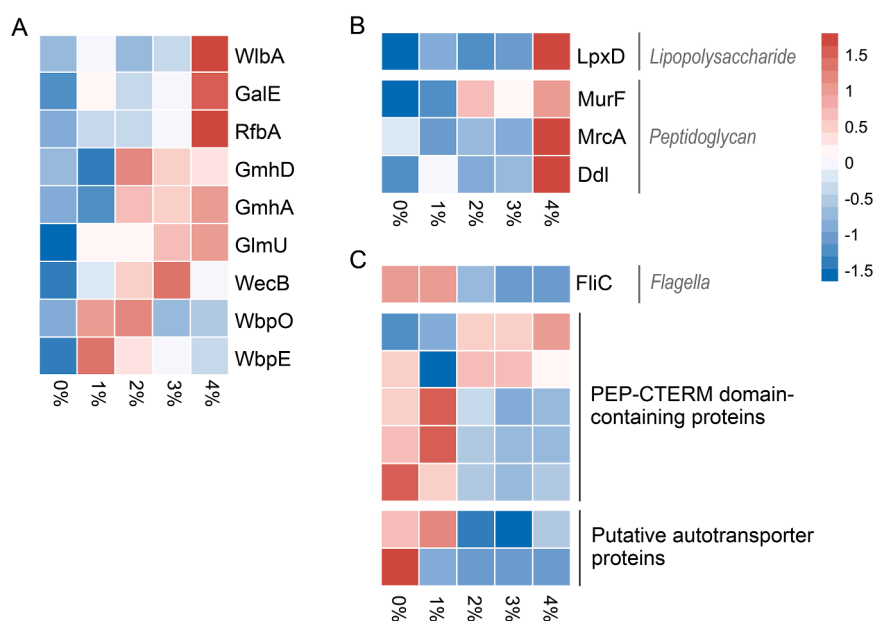 A
WlbA
GalE
RfbA
GmhD
GmhA
GlmU
WecB
WbpO
WbpE
0% 1% 2% 3% 4%
B
LpxD Lipopolysaccharide
MurF
MrcA Peptidoglycan
Ddl
0% 1% 2% 3% 4%
C
FliC Flagella
PEP-CTERM domain-
containing proteins
Putative autotransporter
proteins
0% 1% 2% 3% 4%
1.5
1
0.5
0
-0.5
-1
-1.5